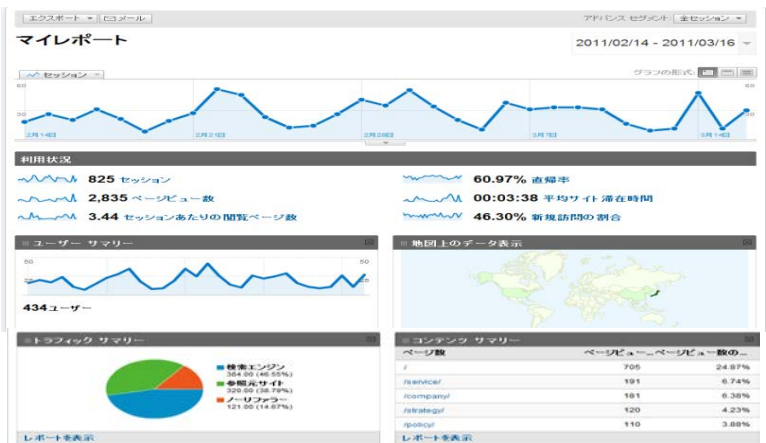 エクスポート メール
アドバンス セグメント: 全セッション
マイレポート
2011/02/14 - 2011/03/16
セッション
グラフの形式:
60 60
30 30
2月14日 2月21日 2月28日 3月7日 3月14日
利用状況
825 セッション
60.97% 直帰率
2,835 ページビュー数
00:03:38 平均サイト滞在時間
3.44 セッションあたりの閲覧ページ数
46.30% 新規訪問の割合
ユーザー サマリー
50 50
25 25
434ユーザー
地図上のデータ表示
トラフィック サマリー
検索エンジン
384.00 (46.55%)
参照元サイト
320.00 (38.79%)
ノーリファラー
121.00 (14.67%)
レポートを表示
コンテンツ サマリー
ページ数 ページビュー... ページビュー数の...
/ 705 24.87%
/service/ 191 6.74%
/company/ 181 6.38%
/strategy/ 120 4.23%
/policy/ 110 3.88%
レポートを表示